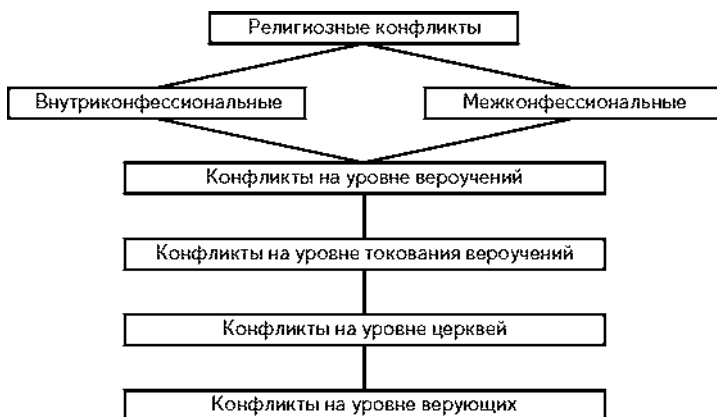 Религиозные конфликты
Внутриконфессиональные
Межконфессиональные
Конфликты на уровне вероучений
Конфликты на уровне токования вероучений
Конфликты на уровне церквей
Конфликты на уровне верующих